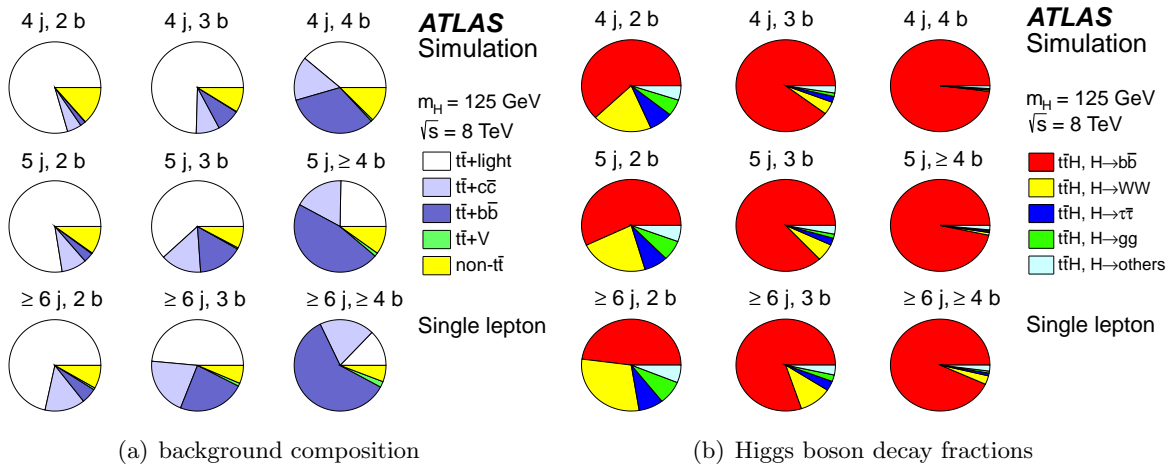 4 j, 2 b
4 j, 3 b
4 j, 4 b
ATLAS
Simulation
m_H = 125 GeV
√s = 8 TeV
5 j, 2 b
5 j, 3 b
5 j, ≥ 4 b
tt̄+light
tt̄+cc̄
tt̄+bb̄
tt̄+V
non-tt̄
≥ 6 j, 2 b
≥ 6 j, 3 b
≥ 6 j, ≥ 4 b
Single lepton
(a) background composition
4 j, 2 b
4 j, 3 b
4 j, 4 b
ATLAS
Simulation
m_H = 125 GeV
√s = 8 TeV
5 j, 2 b
5 j, 3 b
5 j, ≥ 4 b
tt̄H, H→bb̄
tt̄H, H→WW
tt̄H, H→ττ̄
tt̄H, H→gg
tt̄H, H→others
≥ 6 j, 2 b
≥ 6 j, 3 b
≥ 6 j, ≥ 4 b
Single lepton
(b) Higgs boson decay fractions